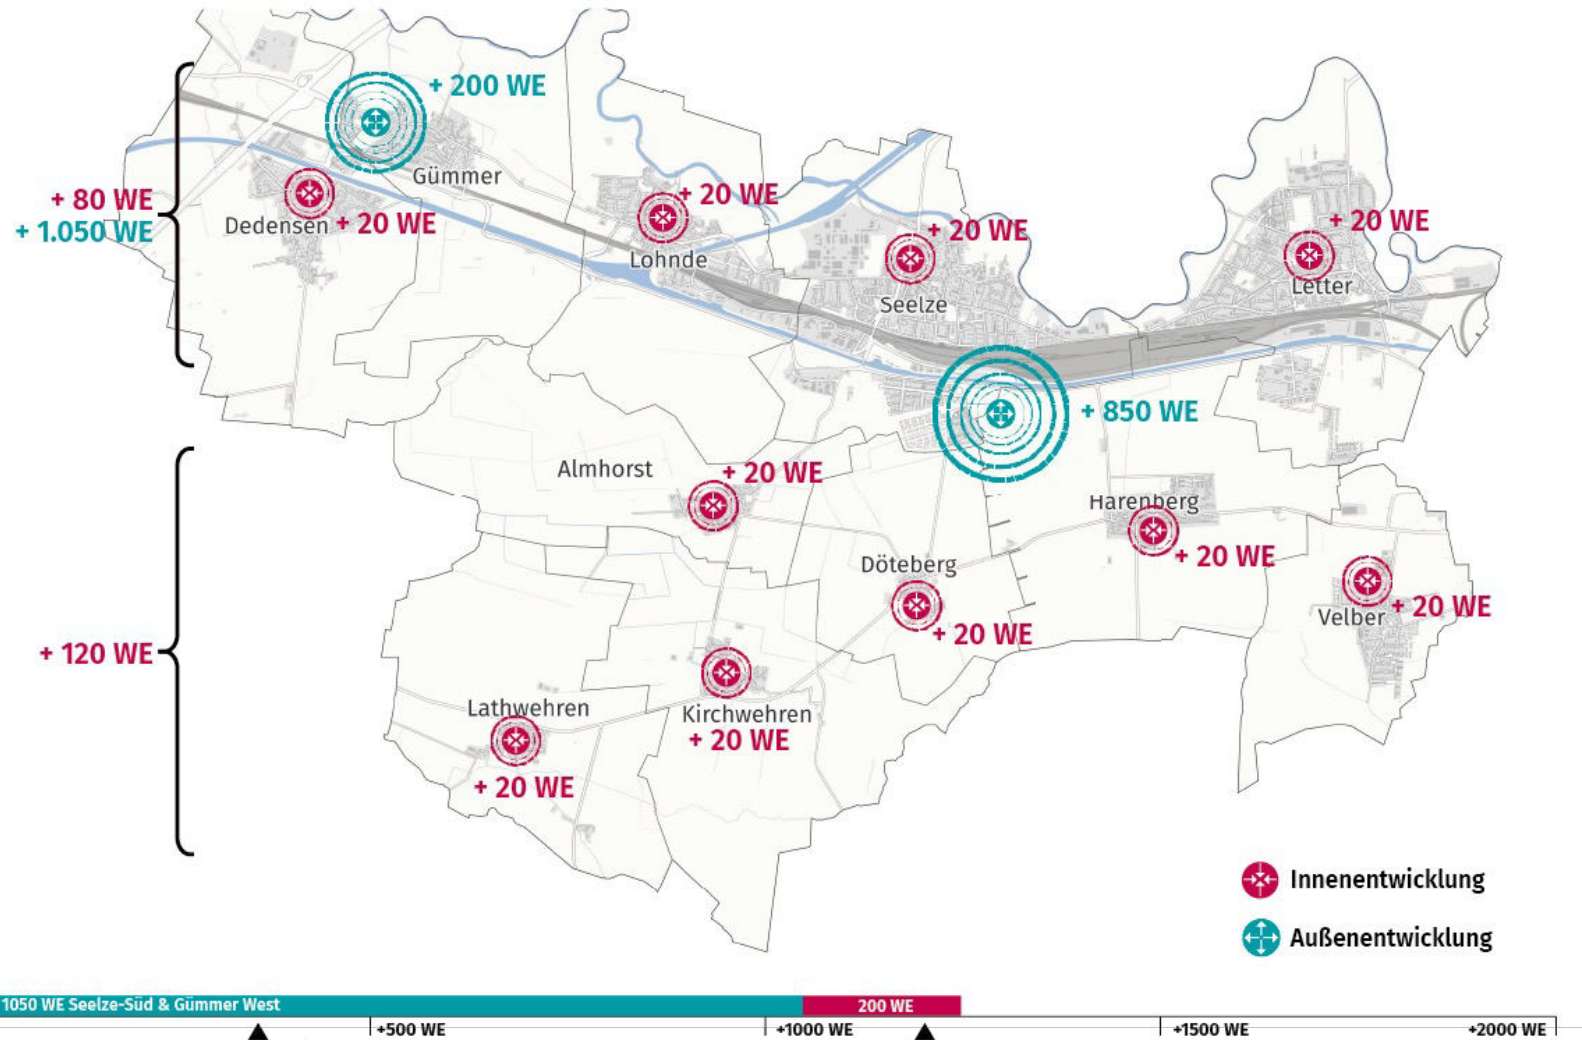 + 200 WE
Gümmer
+ 80 WE
+ 1.050 WE
Dedensen
+ 20 WE
+ 20 WE
Lohnde
+ 20 WE
Seelze
+ 20 WE
Letter
+ 850 WE
Almhorst
+ 20 WE
Harenberg
+ 20 WE
Döteberg
+ 20 WE
Velber
+ 20 WE
+ 120 WE
Lathwehren
+ 20 WE
Kirchwehren
+ 20 WE
Innenentwicklung
Außenentwicklung
1050 WE Seelze-Süd & Gümmer West
200 WE
+500 WE
+1000 WE
+1500 WE
+2000 WE